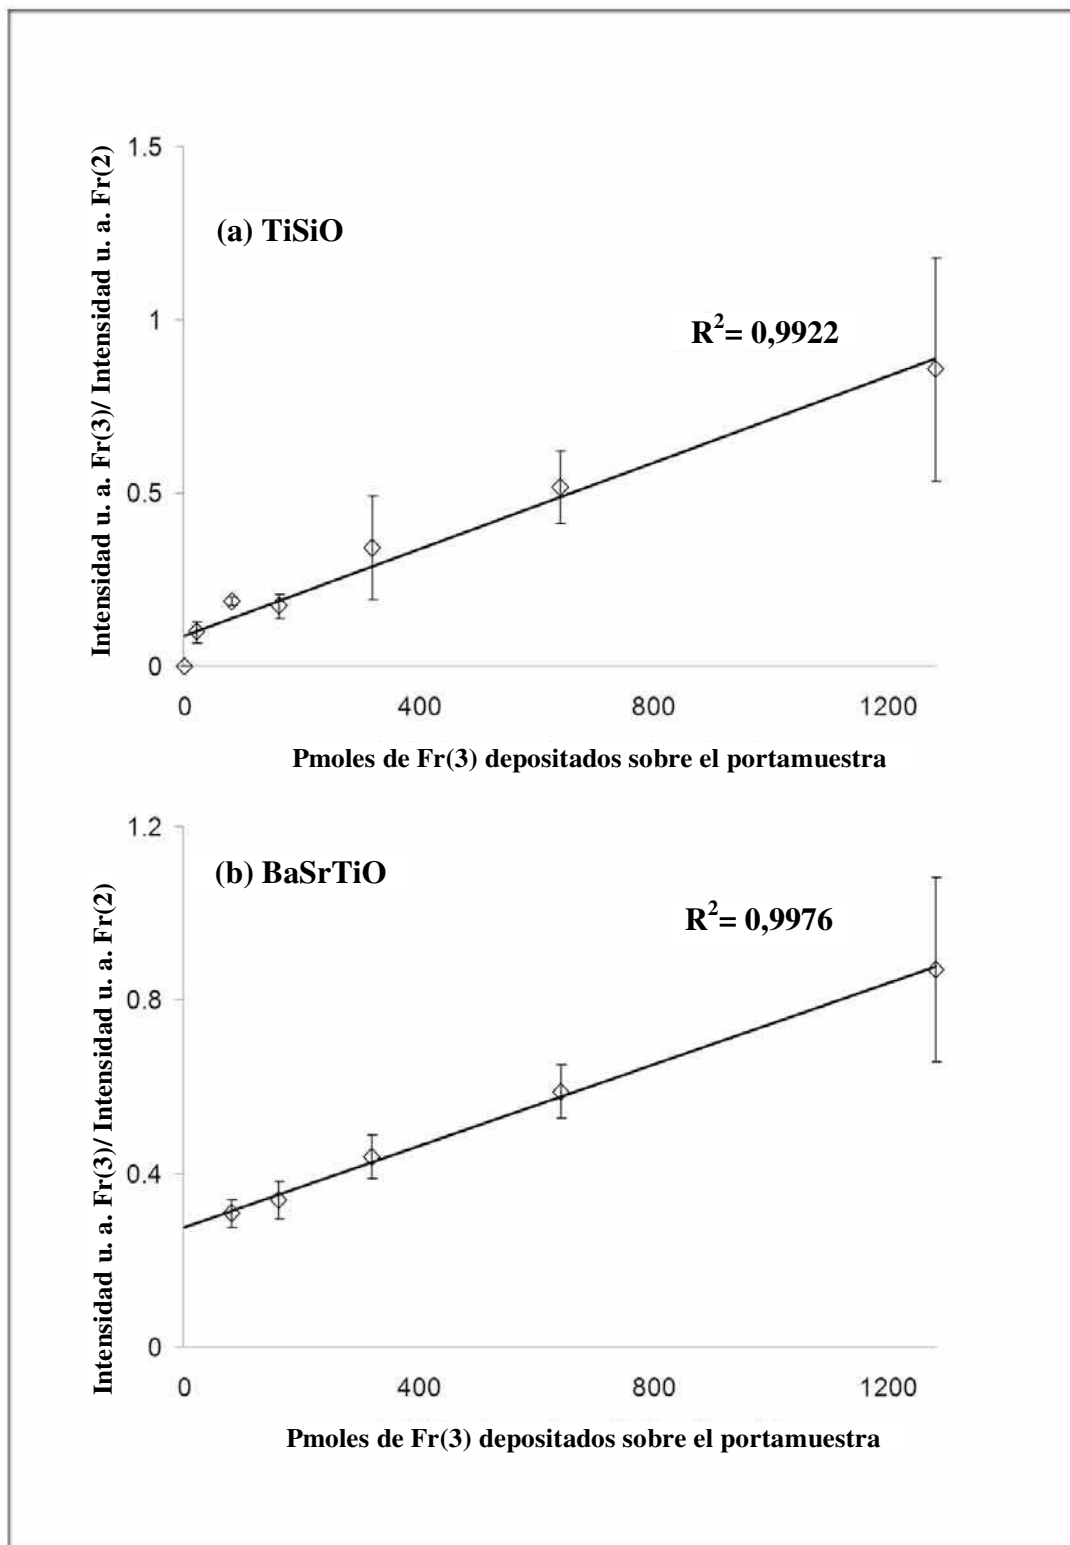 1.5
(a) TiSiO
1
R²= 0,9922
0.5
0
0 400 800 1200
Intensidad u. a. Fr(3)/ Intensidad u. a. Fr(2)
Pmoles de Fr(3) depositados sobre el portamuestra
1.2
(b) BaSrTiO
R²= 0,9976
0.8
0.4
0
0 400 800 1200
Intensidad u. a. Fr(3)/ Intensidad u. a. Fr(2)
Pmoles de Fr(3) depositados sobre el portamuestra